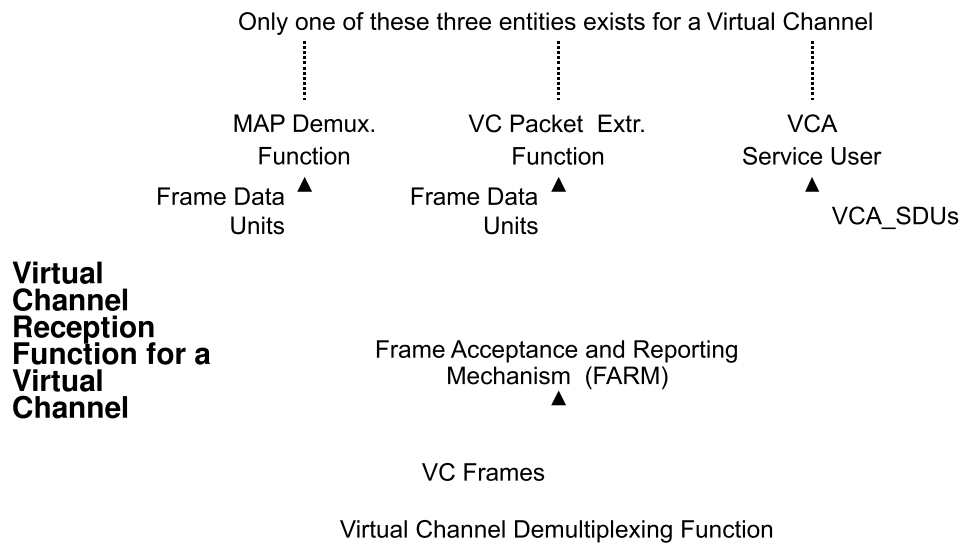 Only one of these three entities exists for a Virtual Channel
MAP Demux.
Function
VC Packet Extr.
Function
VCA
Service User
Frame Data
Units
Frame Data
Units
VCA_SDUs
Virtual
Channel
Reception
Function for a
Virtual
Channel
Frame Acceptance and Reporting
Mechanism (FARM)
VC Frames
Virtual Channel Demultiplexing Function